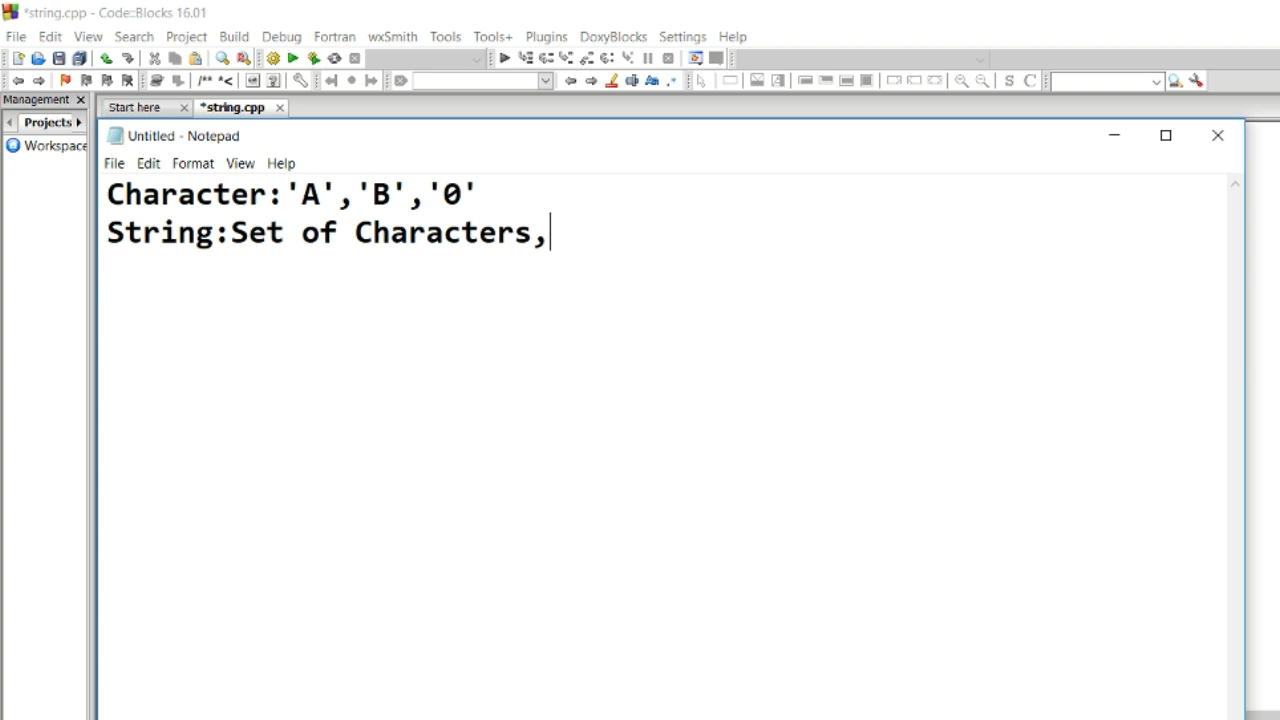 *string.cpp - Code::Blocks 16.01
File Edit View Search Project Build Debug Fortran wxSmith Tools Tools+ Plugins DoxyBlocks Settings Help
/** *<
S C
Management
Start here *string.cpp
Projects
Untitled - Notepad
Workspace
File Edit Format View Help
Character:'A','B','0'
String:Set of Characters,